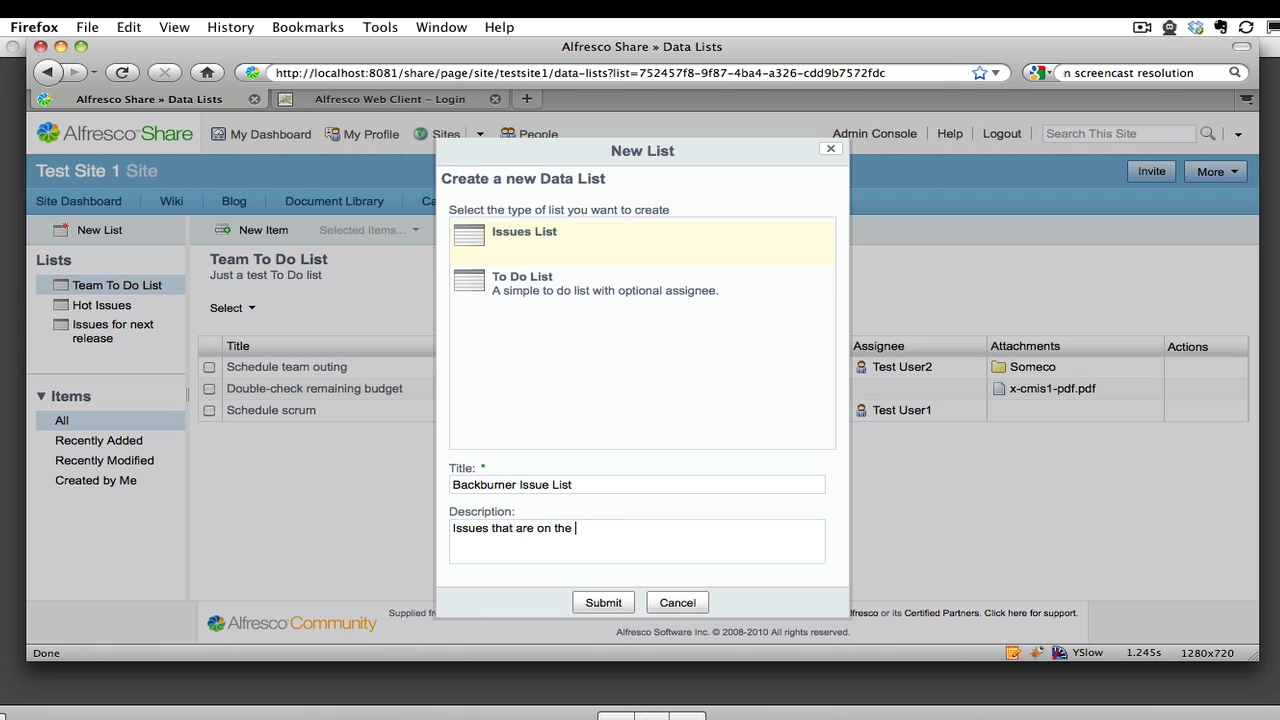 Firefox File Edit View History Bookmarks Tools Window Help
Alfresco Share » Data Lists
http://localhost:8081/share/page/site/testsite1/data-lists?list=752457f8-9f87-4ba4-a326-cdd9b7572fdc
n screencast resolution
Alfresco Share » Data Lists
Alfresco Web Client – Login
Alfresco Share My Dashboard My Profile Sites People Admin Console Help Logout Search This Site
New List
Test Site 1 Site Invite More
Create a new Data List
Site Dashboard Wiki Blog Document Library Ca
Select the type of list you want to create
New List New Item Selected Items...
Issues List
Lists
Team To Do List
Just a test To Do list
To Do List
A simple to do list with optional assignee.
Team To Do List
Hot Issues
Issues for next
release
Select
Title Assignee Attachments Actions
Schedule team outing Test User2 Someco
Double-check remaining budget x-cmis1-pdf.pdf
Schedule scrum Test User1
Items
All
Recently Added
Recently Modified
Created by Me
Title: *
Backburner Issue List
Description:
Issues that are on the
Submit Cancel
Alfresco Community
Supplied fr
lfresco or its Certified Partners. Click here for support.
Alfresco Software Inc. © 2008-2010 All rights reserved.
Done YSlow 1.245s 1280x720